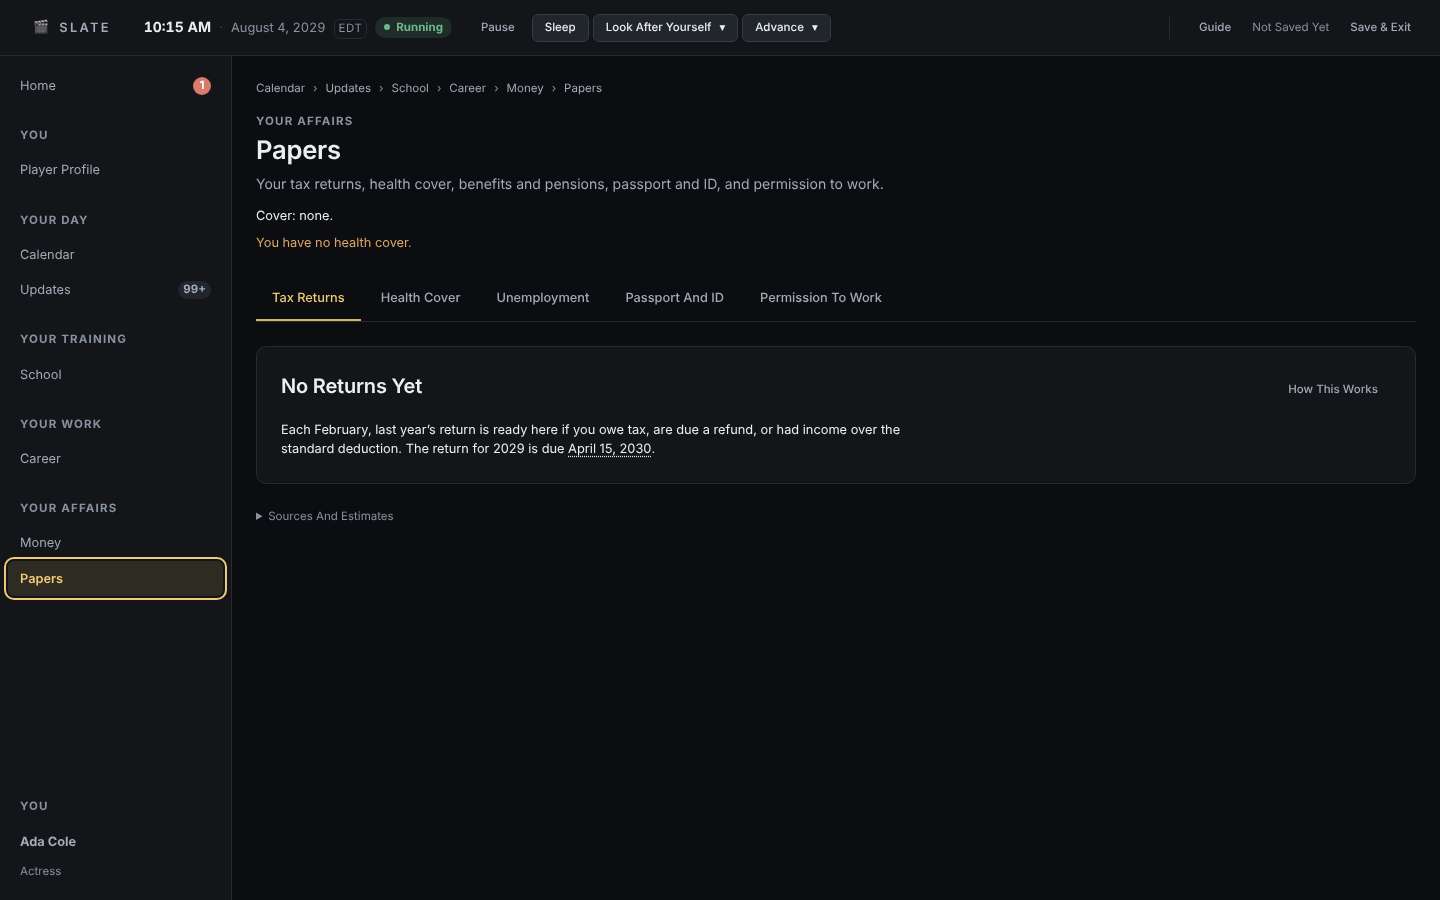 SLATE
10:15 AM · August 4, 2029 EDT Running Pause Sleep Look After Yourself ▾ Advance ▾ Guide Not Saved Yet Save & Exit
Home 1
YOU
Player Profile
YOUR DAY
Calendar
Updates 99+
YOUR TRAINING
School
YOUR WORK
Career
YOUR AFFAIRS
Money
Papers
YOU
Ada Cole
Actress
Calendar › Updates › School › Career › Money › Papers
YOUR AFFAIRS
Papers
Your tax returns, health cover, benefits and pensions, passport and ID, and permission to work.
Cover: none.
You have no health cover.
Tax Returns Health Cover Unemployment Passport And ID Permission To Work
No Returns Yet How This Works
Each February, last year’s return is ready here if you owe tax, are due a refund, or had income over the
standard deduction. The return for 2029 is due April 15, 2030.
▶ Sources And Estimates